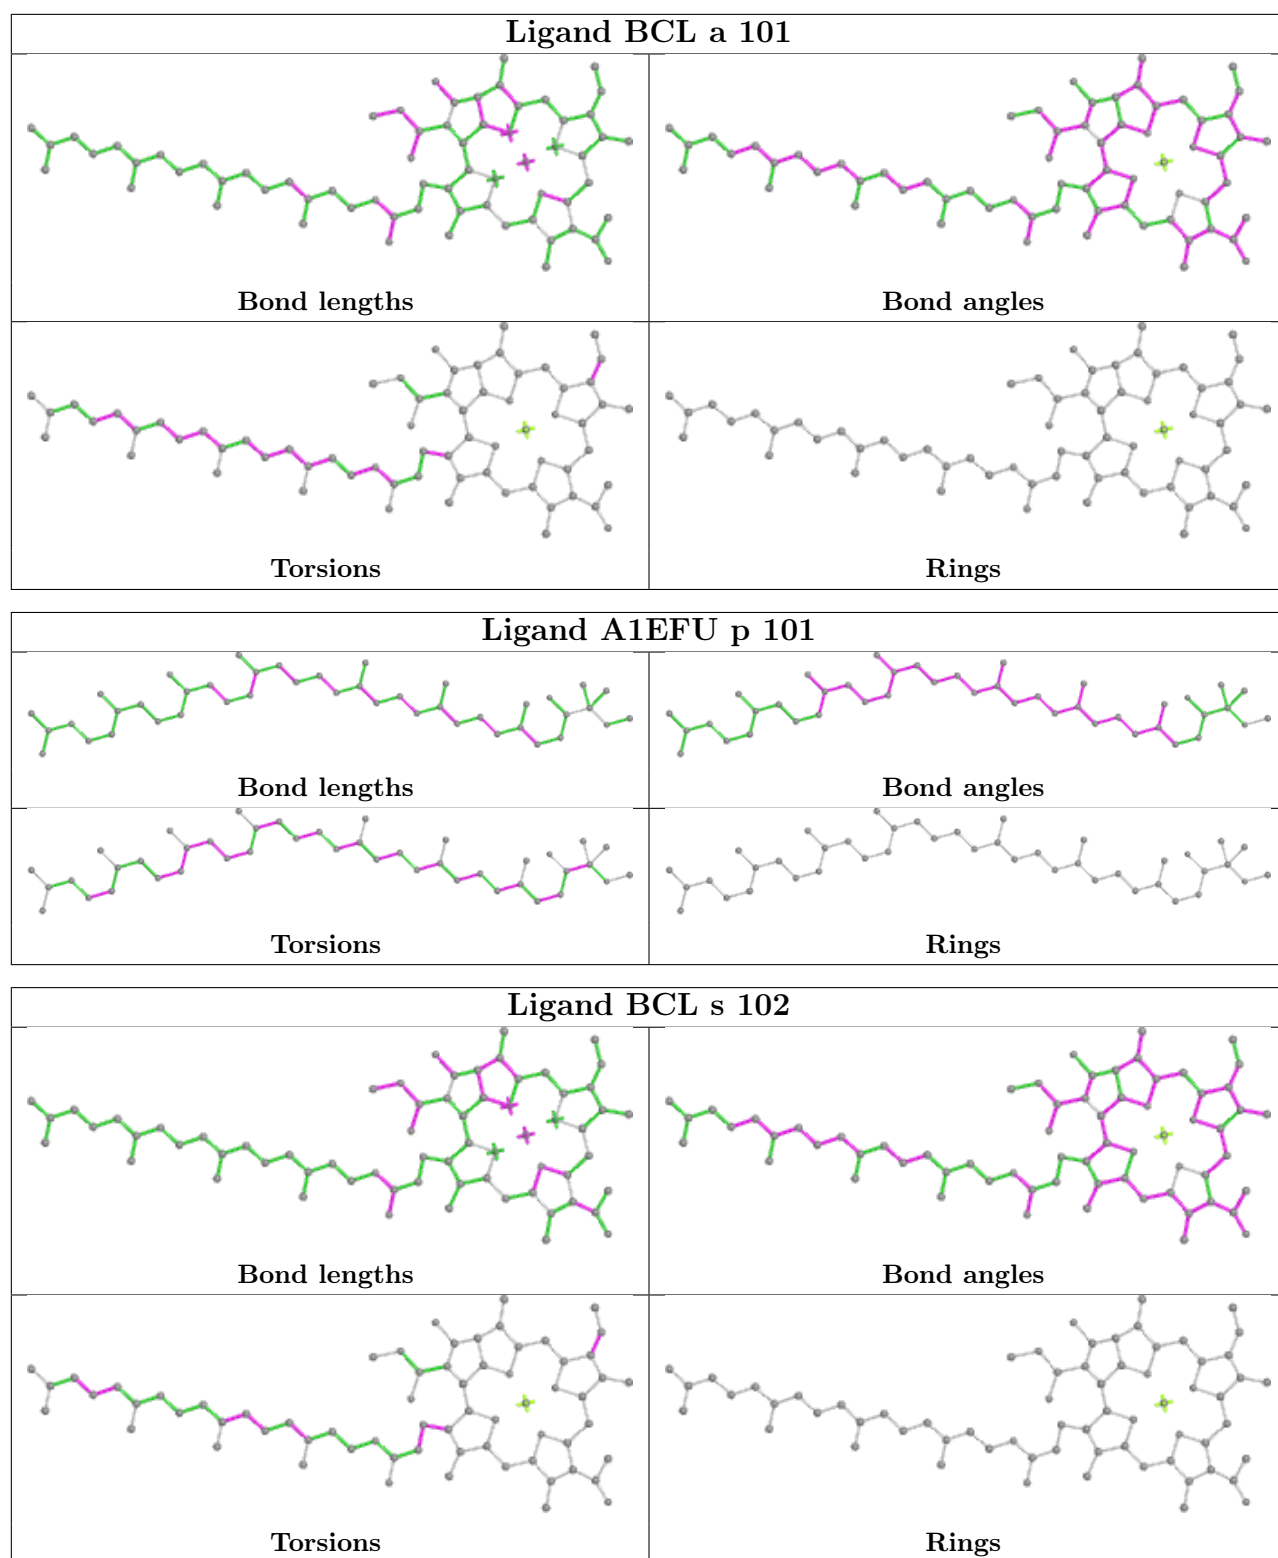 Ligand BCL a 101
Bond lengths
Bond angles
Torsions
Rings
Ligand A1EFU p 101
Bond lengths
Bond angles
Torsions
Rings
Ligand BCL s 102
Bond lengths
Bond angles
Torsions
Rings